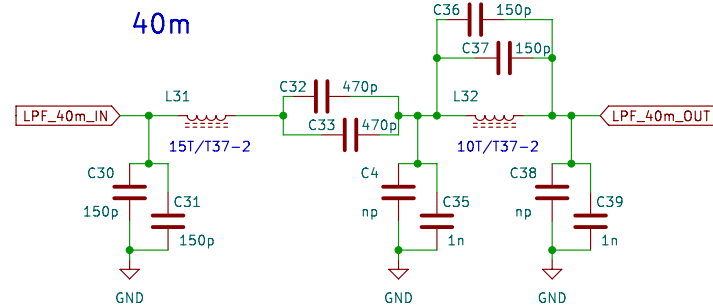 40m
C36 150p
C37 150p
C32 470p
L31
L32
LPF_40m_IN
LPF_40m_OUT
C33 470p
15T/T37-2
10T/T37-2
C30
C4
C38
C31
C35
C39
150p
np
np
150p
1n
1n
GND
GND
GND